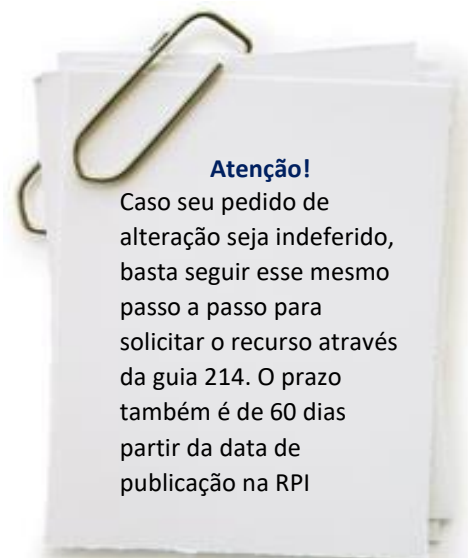 Atenção!
Caso seu pedido de
alteração seja indeferido,
basta seguir esse mesmo
passo a passo para
solicitar o recurso através
da guia 214. O prazo
também é de 60 dias
partir da data de
publicação na RPI